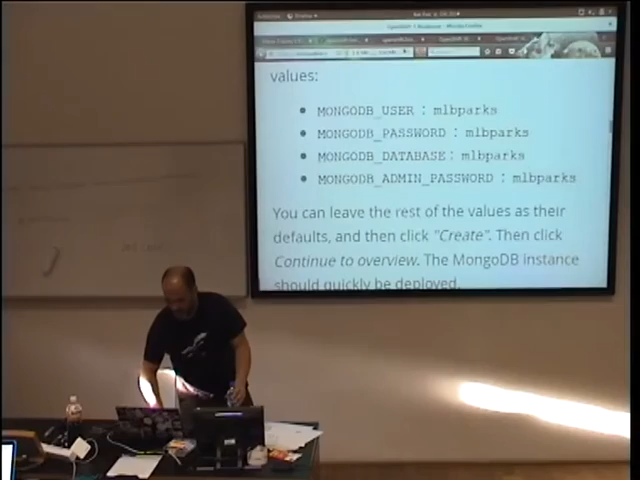 values:
MONGODB_USER : mlbparks
MONGODB_PASSWORD : mlbparks
MONGODB_DATABASE: mlbparks
MONGODB_ADMIN_PASSWORD : mlbparks
You can leave the rest of the values as their
defaults, and then click "Create". Then click
Continue to overview. The MongoDB instance
should quickly be deployed.